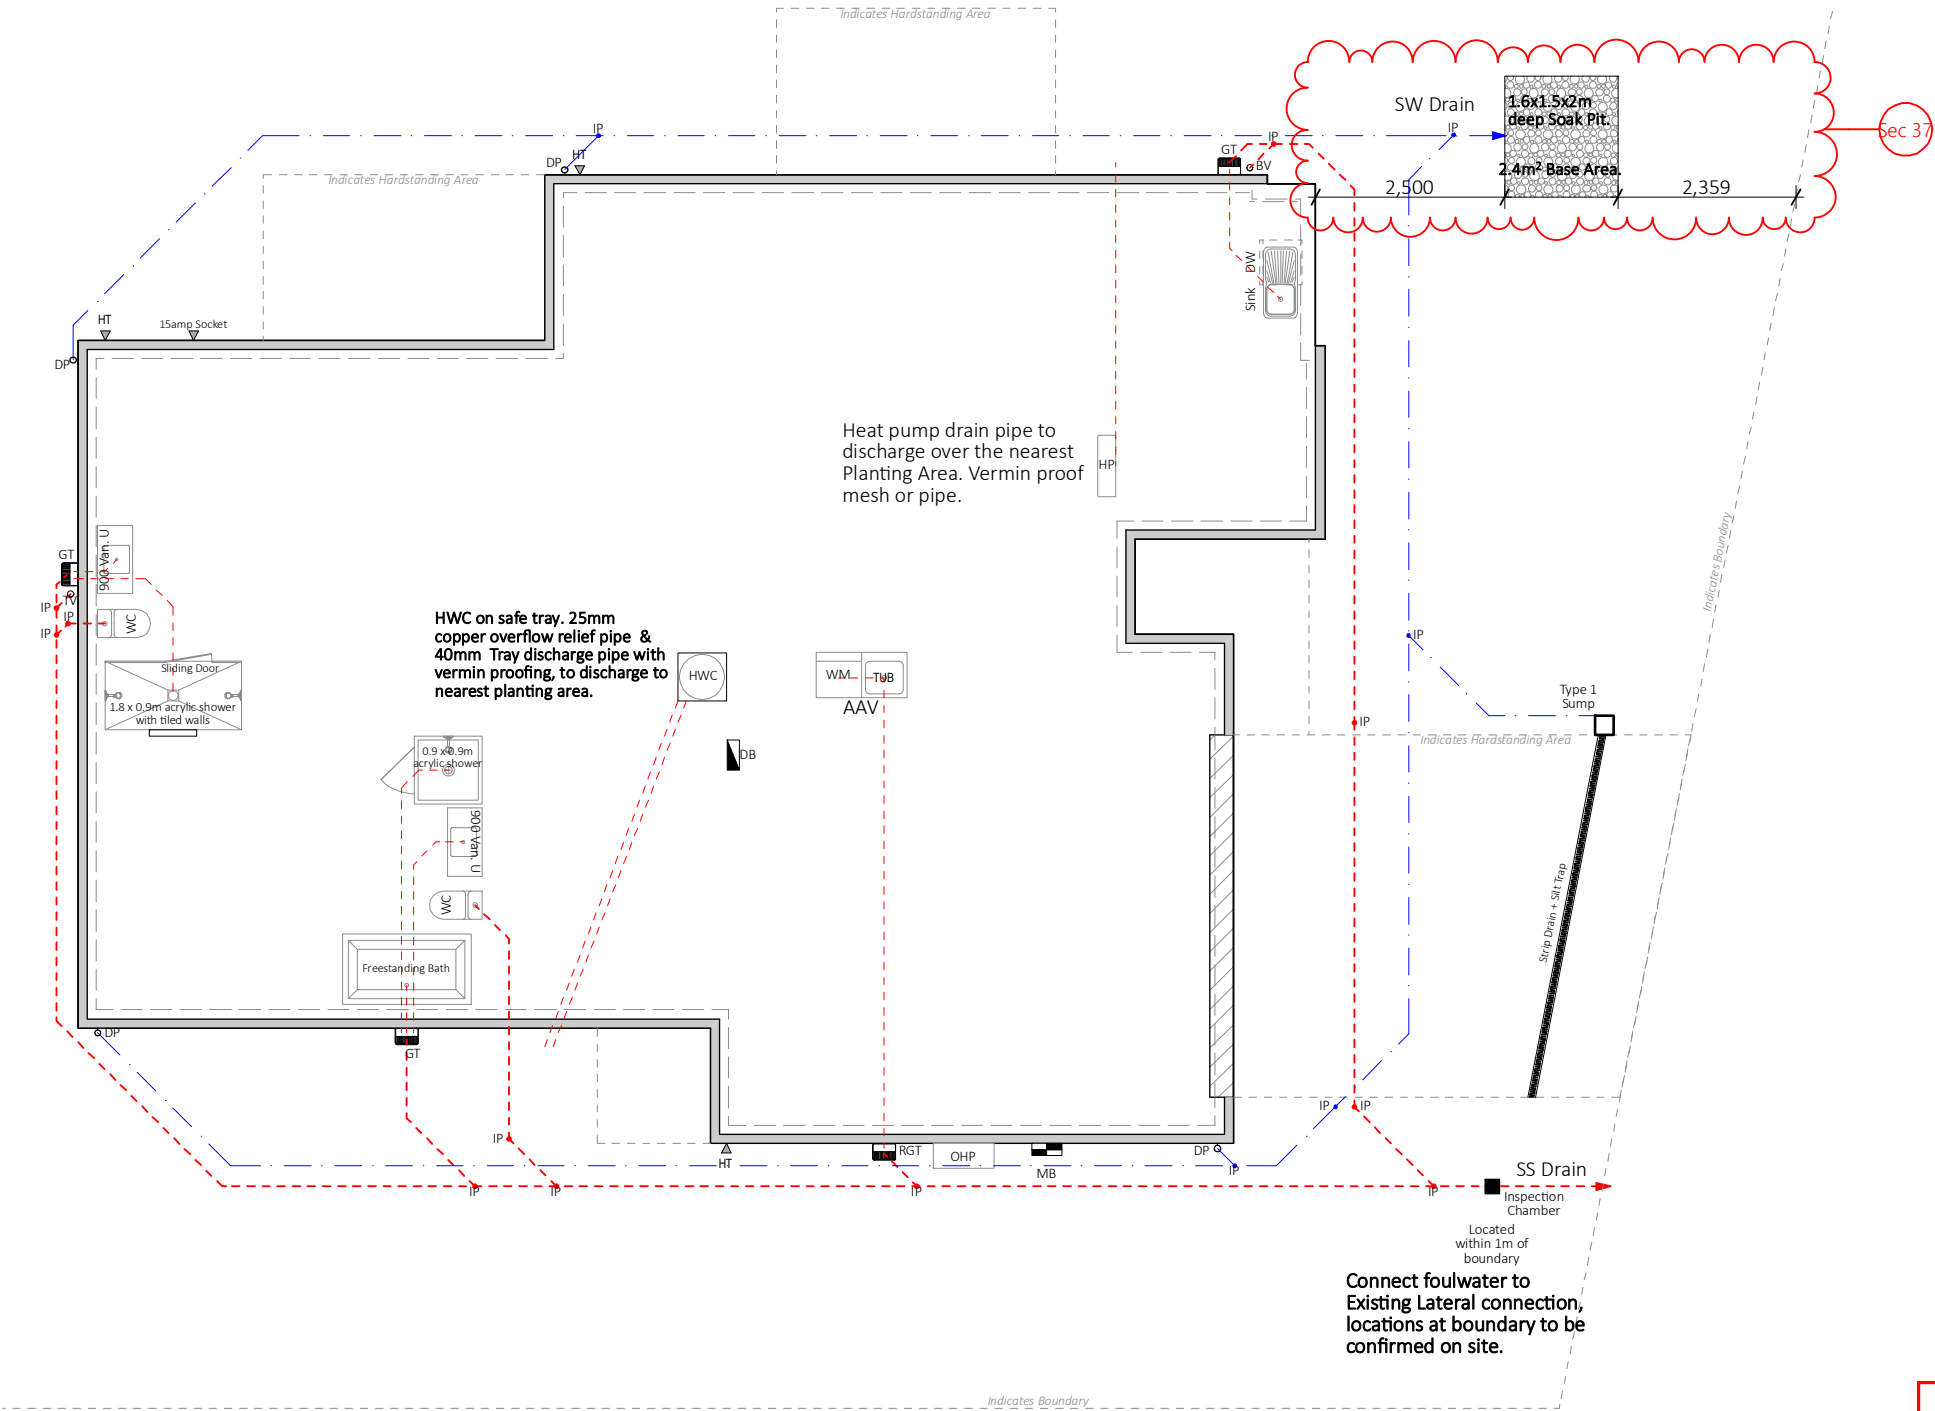 Indicates Hardstanding Area
SW Drain
1.6x1.5x2m
deep Soak Pit.
2.4m² Base Area.
Sec 37
2,500
2,359
IP
IP
IP
DP
HT
GT
BV
Indicates Hardstanding Area
DW
Sink
HT
15amp Socket
DP
Heat pump drain pipe to
discharge over the nearest
Planting Area. Vermin proof
mesh or pipe.
HP
Indicates Boundary
GT
900 Van. U
TV
IP
IP
IP
WC
HWC on safe tray. 25mm
copper overflow relief pipe &
40mm Tray discharge pipe with
vermin proofing, to discharge to
nearest planting area.
HWC
WM
TUB
AAV
IP
Sliding Door
1.8 x 0.9m acrylic shower
with tiled walls
Type 1
Sump
IP
Indicates Hardstanding Area
0.9 x 0.9m
acrylic shower
DB
900 Van. U
WC
Strip Drain + Silt Trap
Freestanding Bath
DP
GT
IP
IP
IP
HT
RGT
OHP
MB
DP
IP
IP
IP
IP
IP
SS Drain
Inspection
Chamber
Located
within 1m of
boundary
Connect foulwater to
Existing Lateral connection,
locations at boundary to be
confirmed on site.
Indicates Boundary